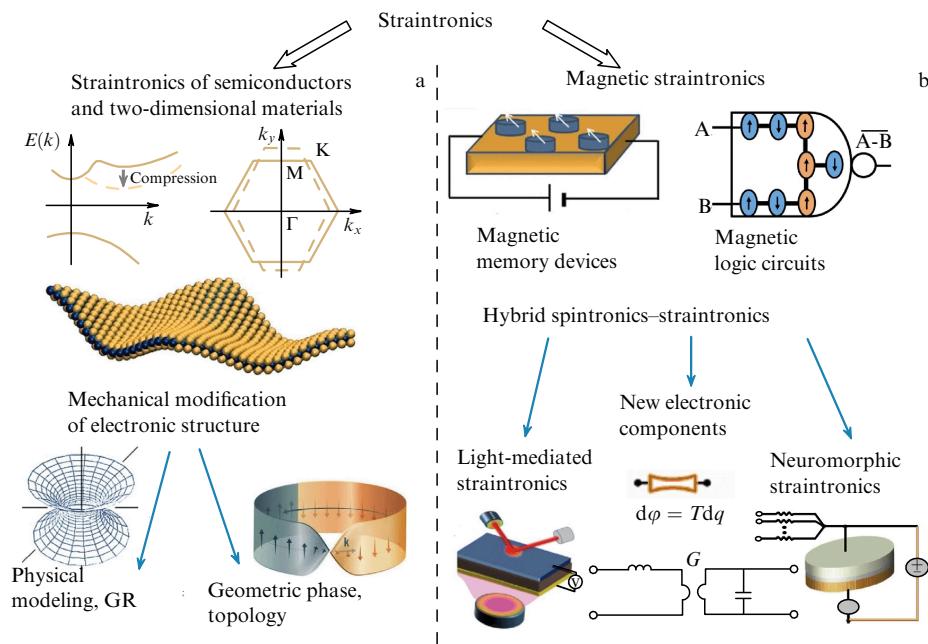 Straintronics
a
Straintronics of semiconductors
and two-dimensional materials
E(k)
Compression
k
k_y
K
M
Γ
k_x
Mechanical modification
of electronic structure
k
Physical
modeling, GR
Geometric phase,
topology
b
Magnetic straintronics
A
B
A-B
Magnetic
memory devices
Magnetic
logic circuits
Hybrid spintronics–straintronics
Light-mediated
straintronics
V
New electronic
components
dφ = Tdq
G
Neuromorphic
straintronics
±